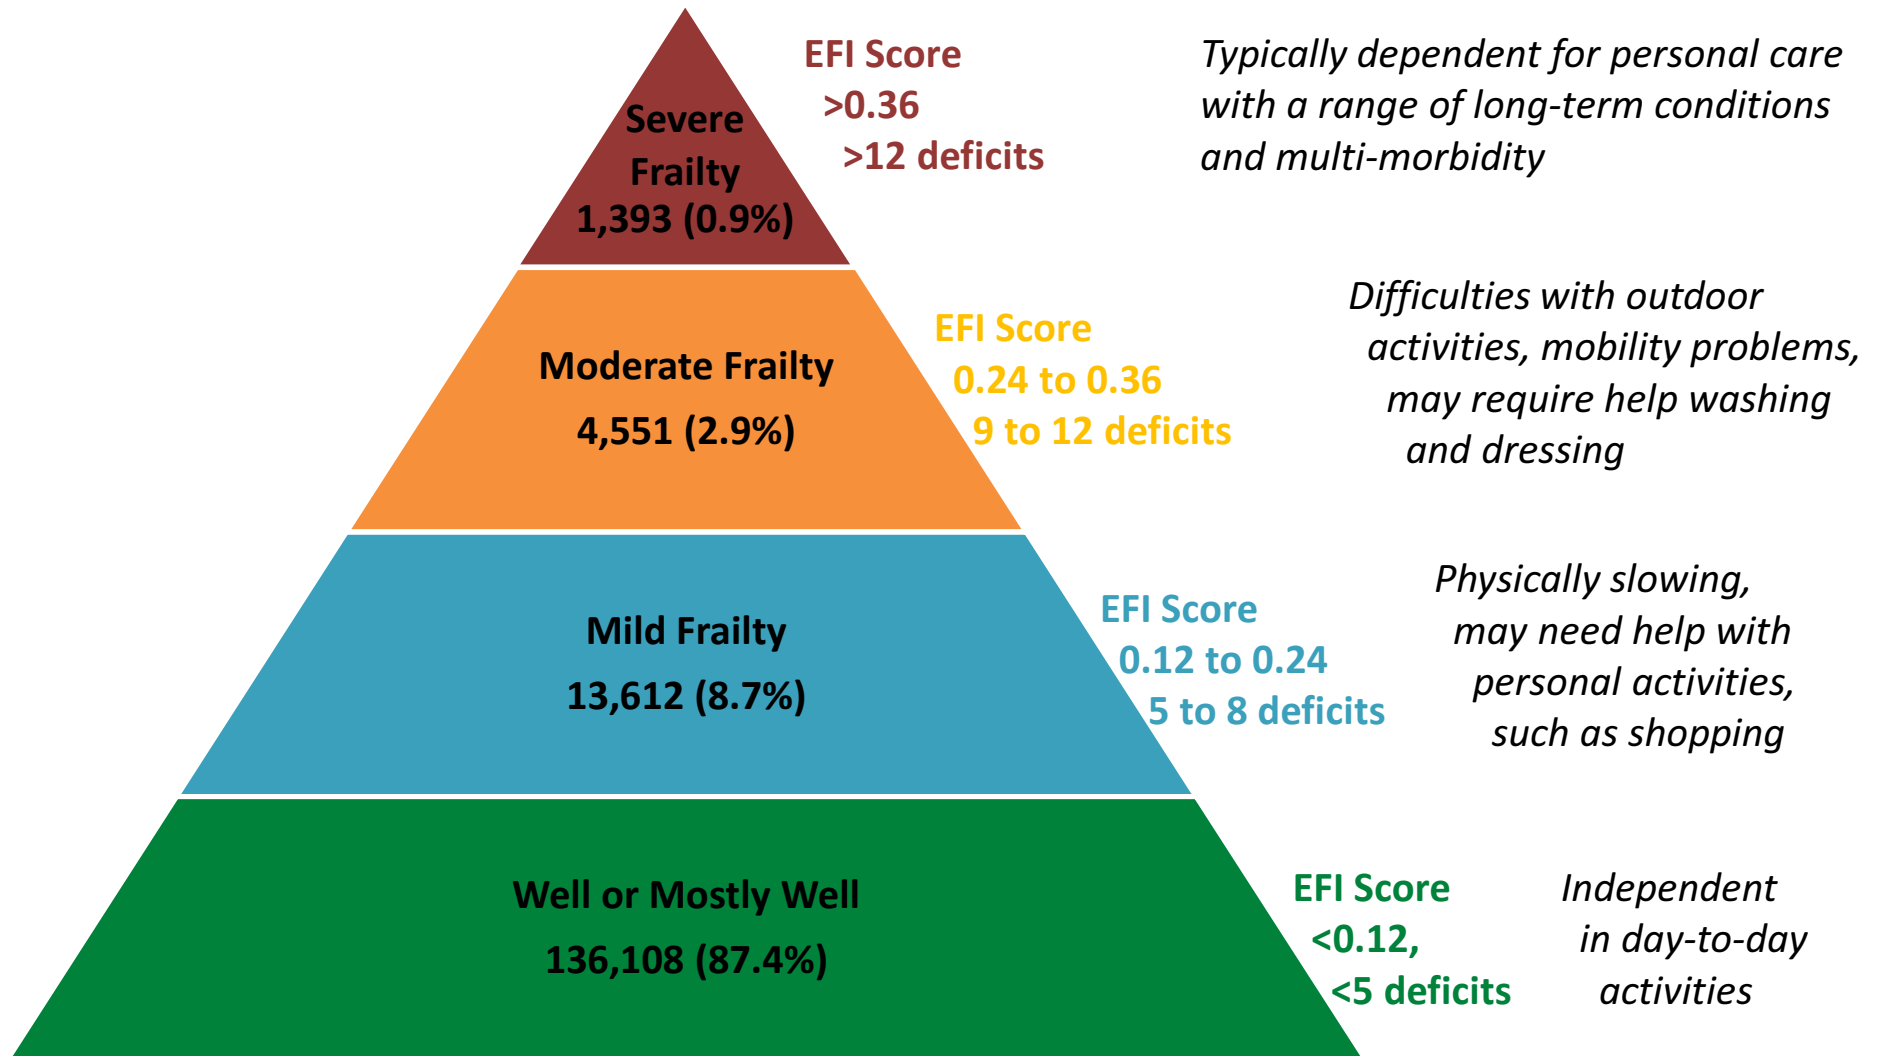 Severe
Frailty
1,393 (0.9%)
EFI Score
>0.36
>12 deficits
Typically dependent for personal care
with a range of long-term conditions
and multi-morbidity
Moderate Frailty
4,551 (2.9%)
EFI Score
0.24 to 0.36
9 to 12 deficits
Difficulties with outdoor
activities, mobility problems,
may require help washing
and dressing
Mild Frailty
13,612 (8.7%)
EFI Score
0.12 to 0.24
5 to 8 deficits
Physically slowing,
may need help with
personal activities,
such as shopping
Well or Mostly Well
136,108 (87.4%)
EFI Score
<0.12,
<5 deficits
Independent
in day-to-day
activities